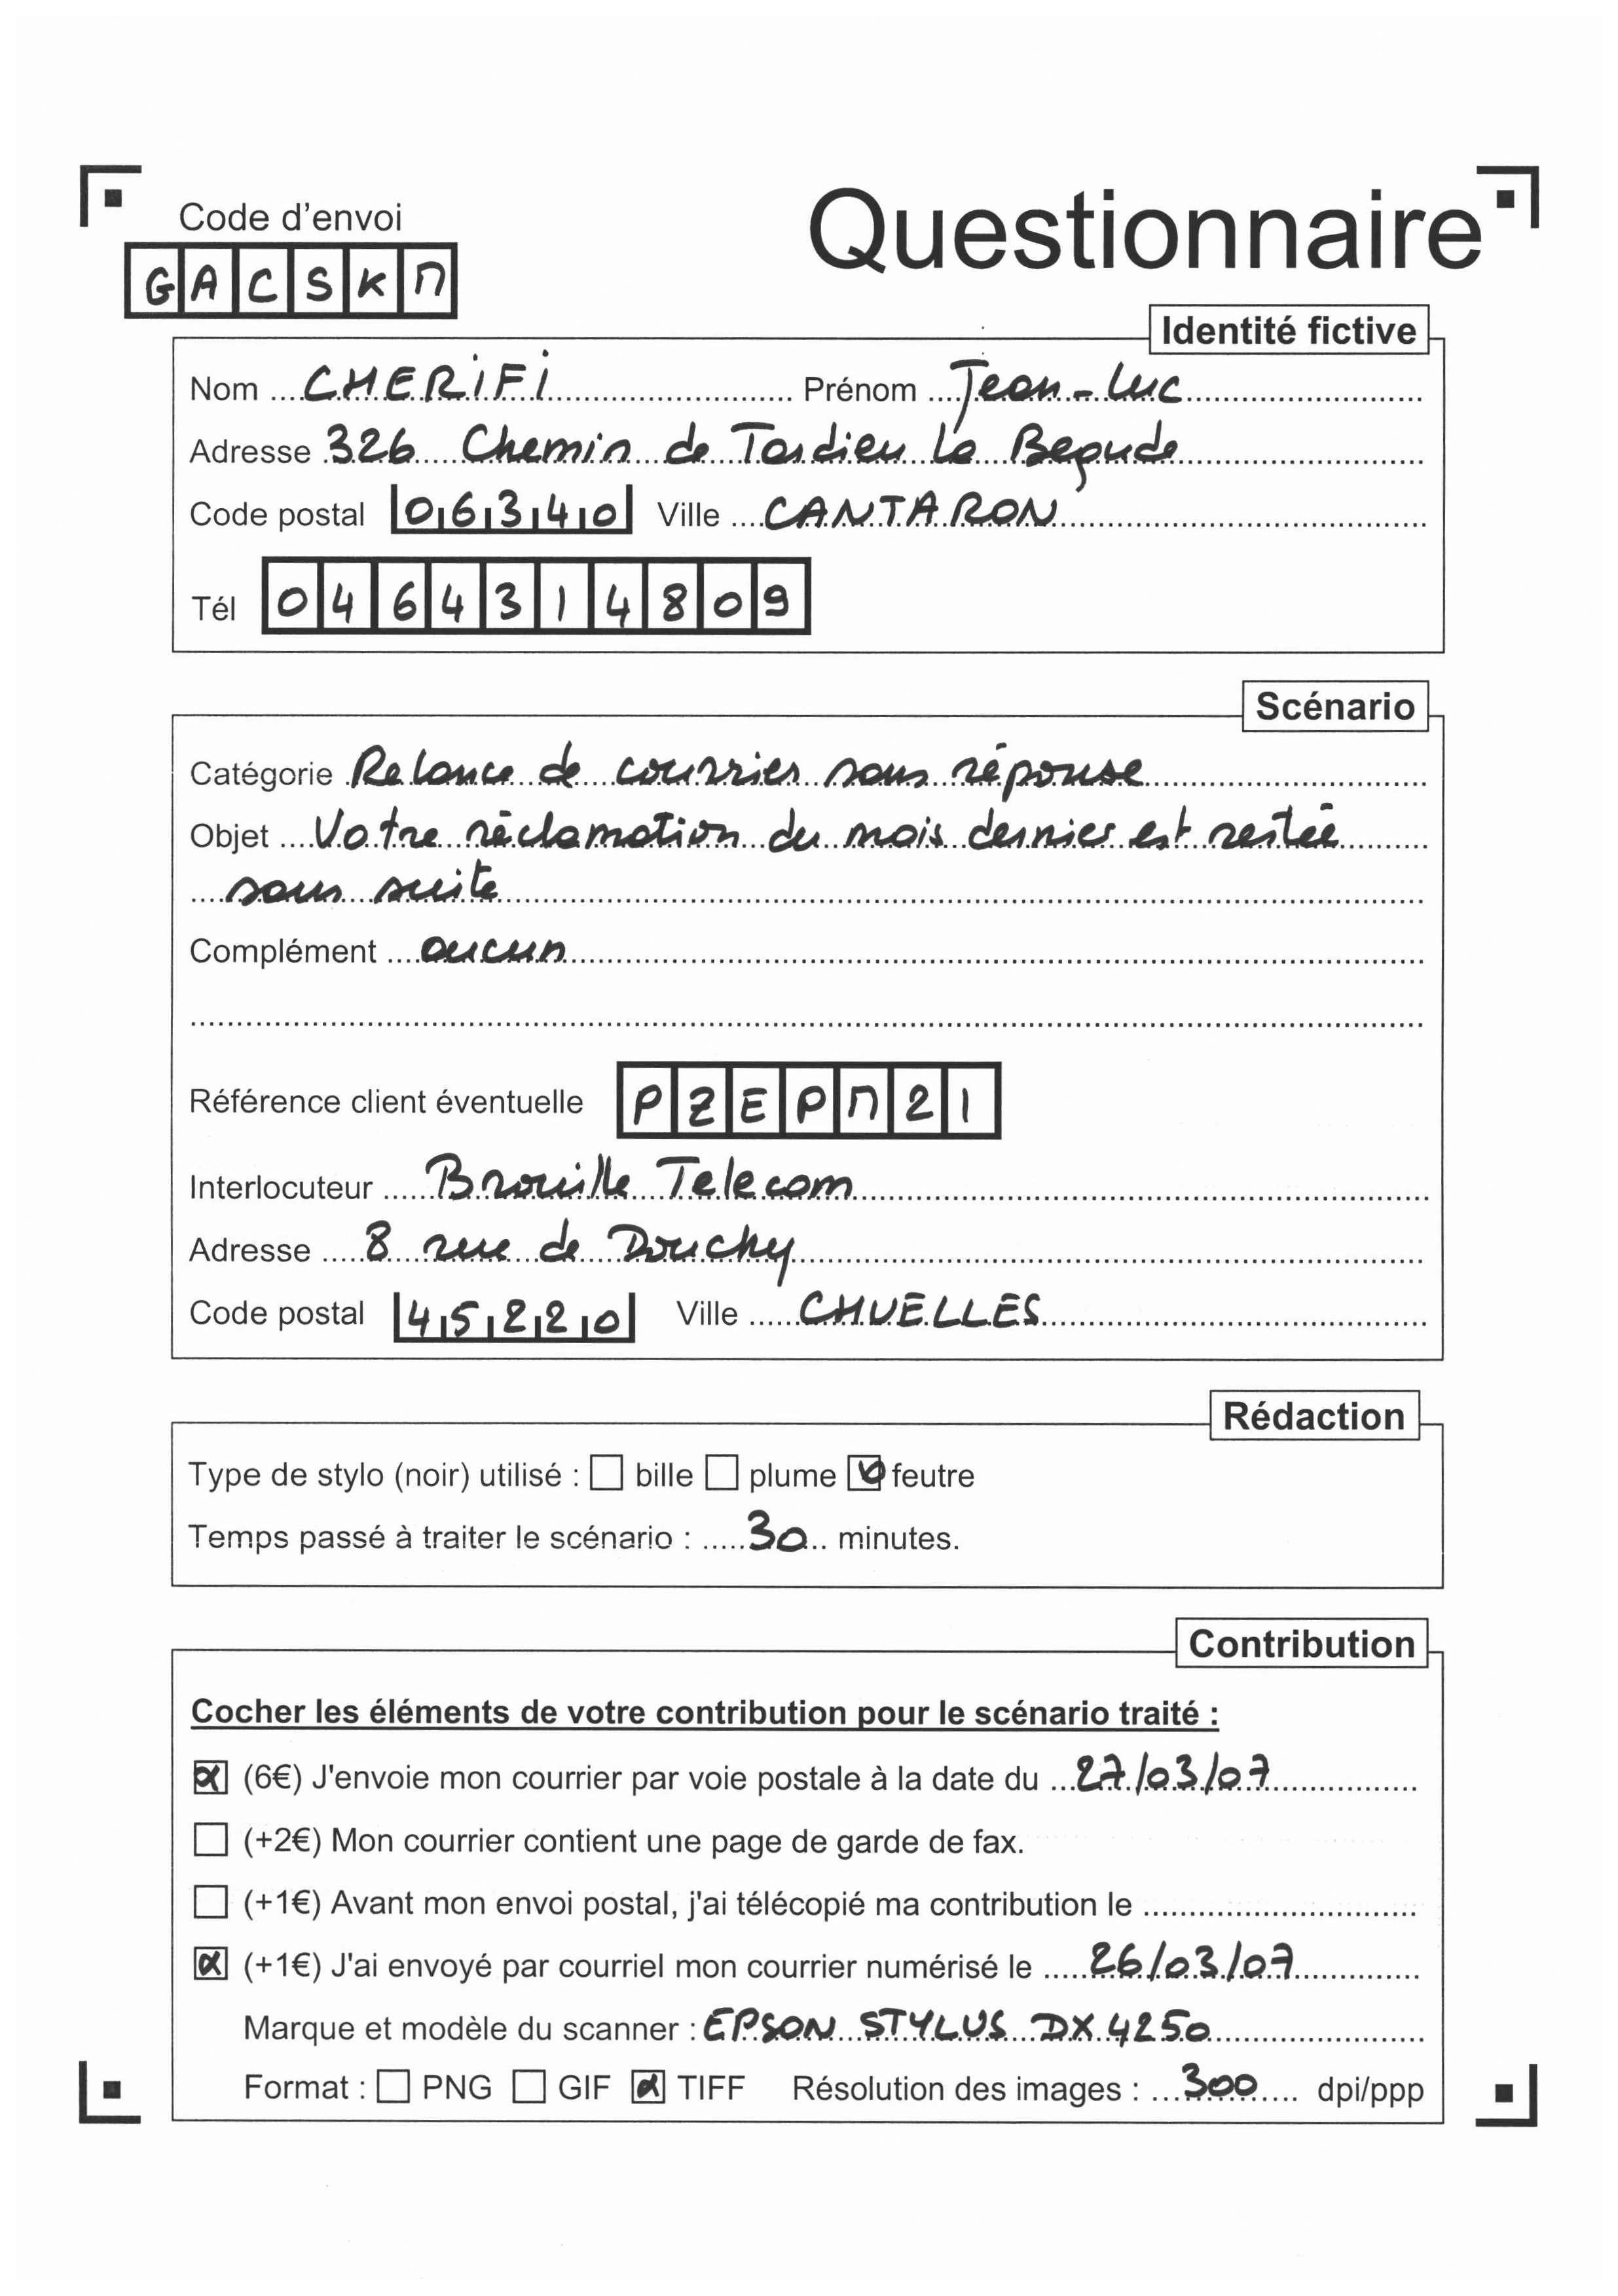 Code d'envoi
Questionnaire
GACSKM
Identité fictive
Nom CHERIFI Prénom Jean-Luc
Adresse 326 Chemin de Tardieu La Begude
Code postal 06340 Ville CANTARON
Tél 0464314809
Scénario
Catégorie Relance de courrier sans réponse
Objet Votre réclamation du mois dernier est restée
sans suite
Complément aucun
Référence client éventuelle PZEPM21
Interlocuteur Brouille Telecom
Adresse 8 rue de Douchy
Code postal 45220 Ville CHUELLES
Rédaction
Type de stylo (noir) utilisé : ☐ bille ☐ plume ☑ feutre
Temps passé à traiter le scénario : 30 minutes.
Contribution
Cocher les éléments de votre contribution pour le scénario traité :
☒ (6€) J'envoie mon courrier par voie postale à la date du 27/03/07
☐ (+2€) Mon courrier contient une page de garde de fax.
☐ (+1€) Avant mon envoi postal, j'ai télécopié ma contribution le
☒ (+1€) J'ai envoyé par courriel mon courrier numérisé le 26/03/07
Marque et modèle du scanner : EPSON STYLUS DX 4250
Format : ☐ PNG ☐ GIF ☒ TIFF Résolution des images : 300 dpi/ppp